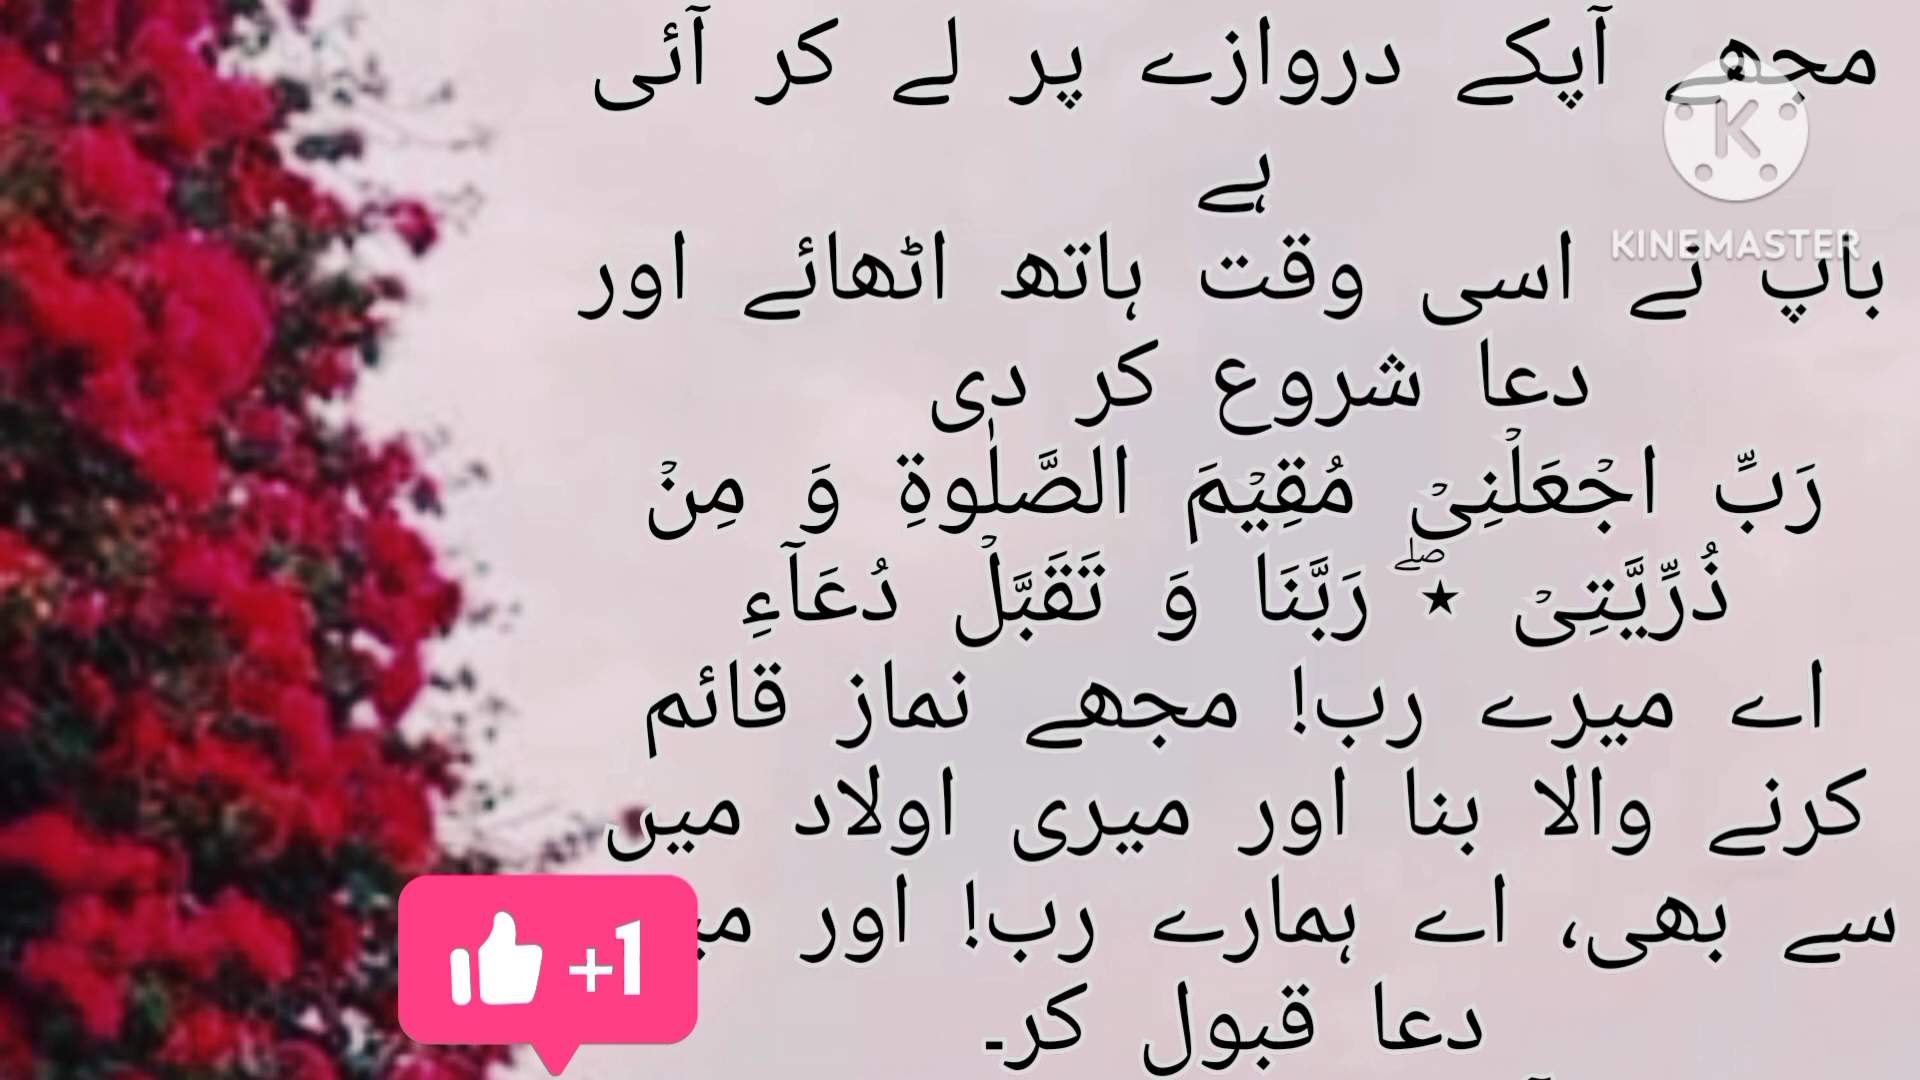 مجھے آپکے دروازے پر لے کر آئی
ہے
باپ نے اسی وقت ہاتھ اٹھائے اور
دعا شروع کر دی
رَبِّ اجۡعَلۡنِىۡ مُقِيۡمَ الصَّلٰوةِ وَ مِنۡ
ذُرِّيَّتِىۡ ‌ۖ ٭ رَبَّنَا وَ تَقَبَّلۡ دُعَآءِ
اے میرے رب! مجھے نماز قائم
کرنے والا بنا اور میری اولاد میں
سے بھی، اے ہمارے رب! اور
دعا قبول کر۔
K
KINEMASTER
+1